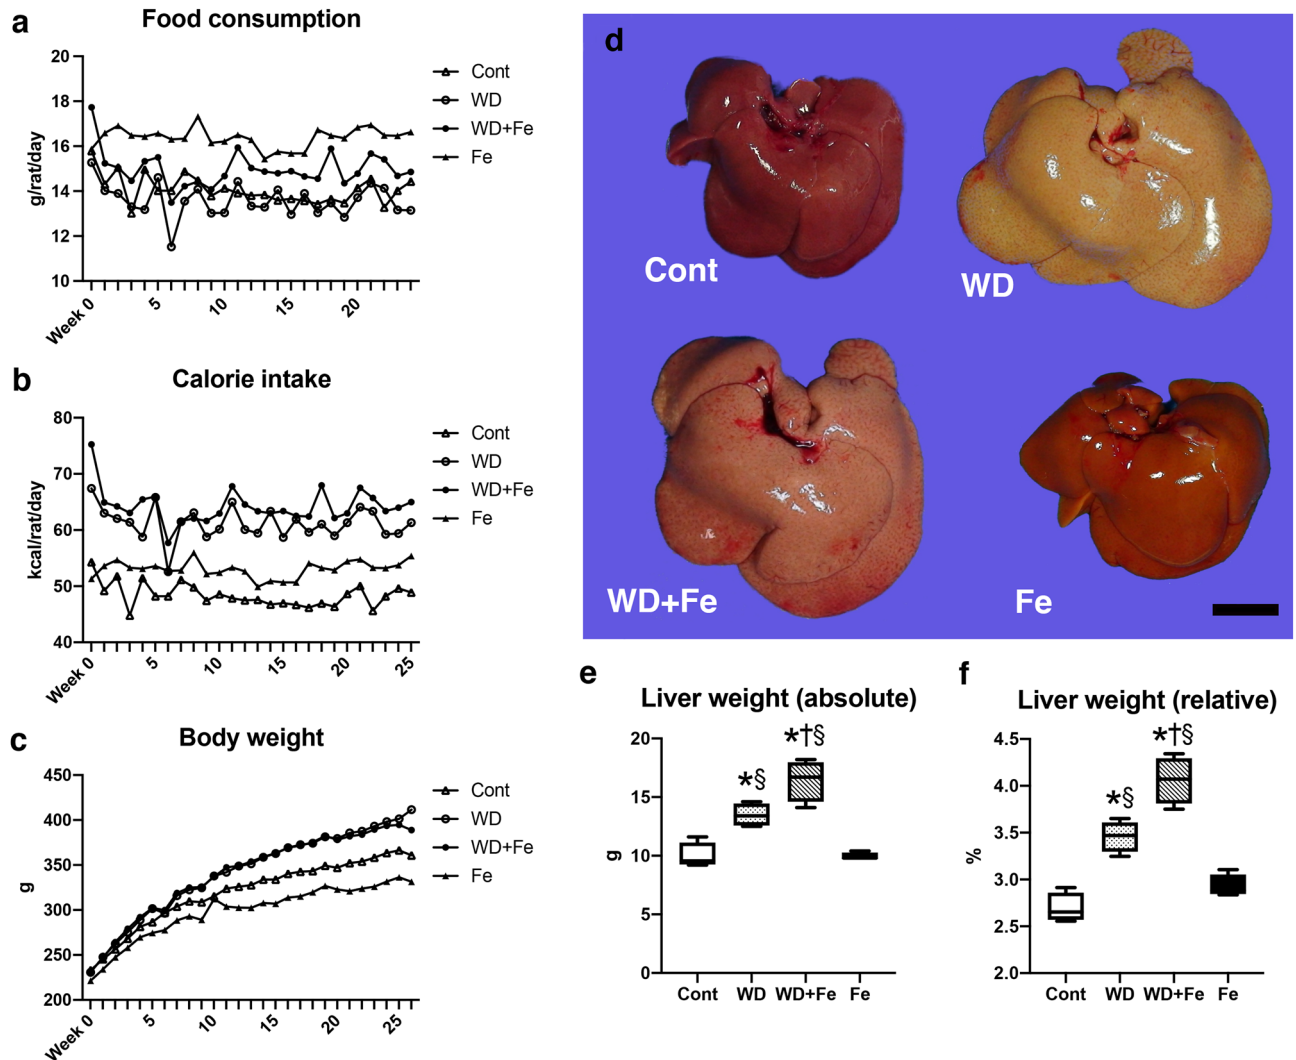 a
Food consumption
g/rat/day
20
18
16
14
12
10
Week 0
5
10
15
20
Cont
WD
WD+Fe
Fe
b
Calorie intake
kcal/rat/day
80
70
60
50
40
Week 0
5
10
15
20
25
Cont
WD
WD+Fe
Fe
c
Body weight
g
450
400
350
300
250
200
Week 0
5
10
15
20
25
Cont
WD
WD+Fe
Fe
d
Cont
WD
WD+Fe
Fe
e
Liver weight (absolute)
g
20
15
10
5
0
*§
*†§
Cont WD WD+Fe Fe
f
Liver weight (relative)
%
4.5
4.0
3.5
3.0
2.5
2.0
*§
*†§
Cont WD WD+Fe Fe